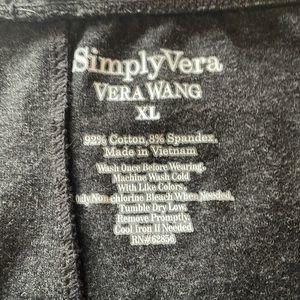 SimplyVera
VERA WANG
XL
92% Cotton, 8% Spandex.
Made in Vietnam
Wash Once Before Wearing.
Machine Wash Cold
With Like Colors.
Only Non-chlorine Bleach When Needed.
Tumble Dry Low.
Remove Promptly.
Cool Iron If Needed.
RN#62856